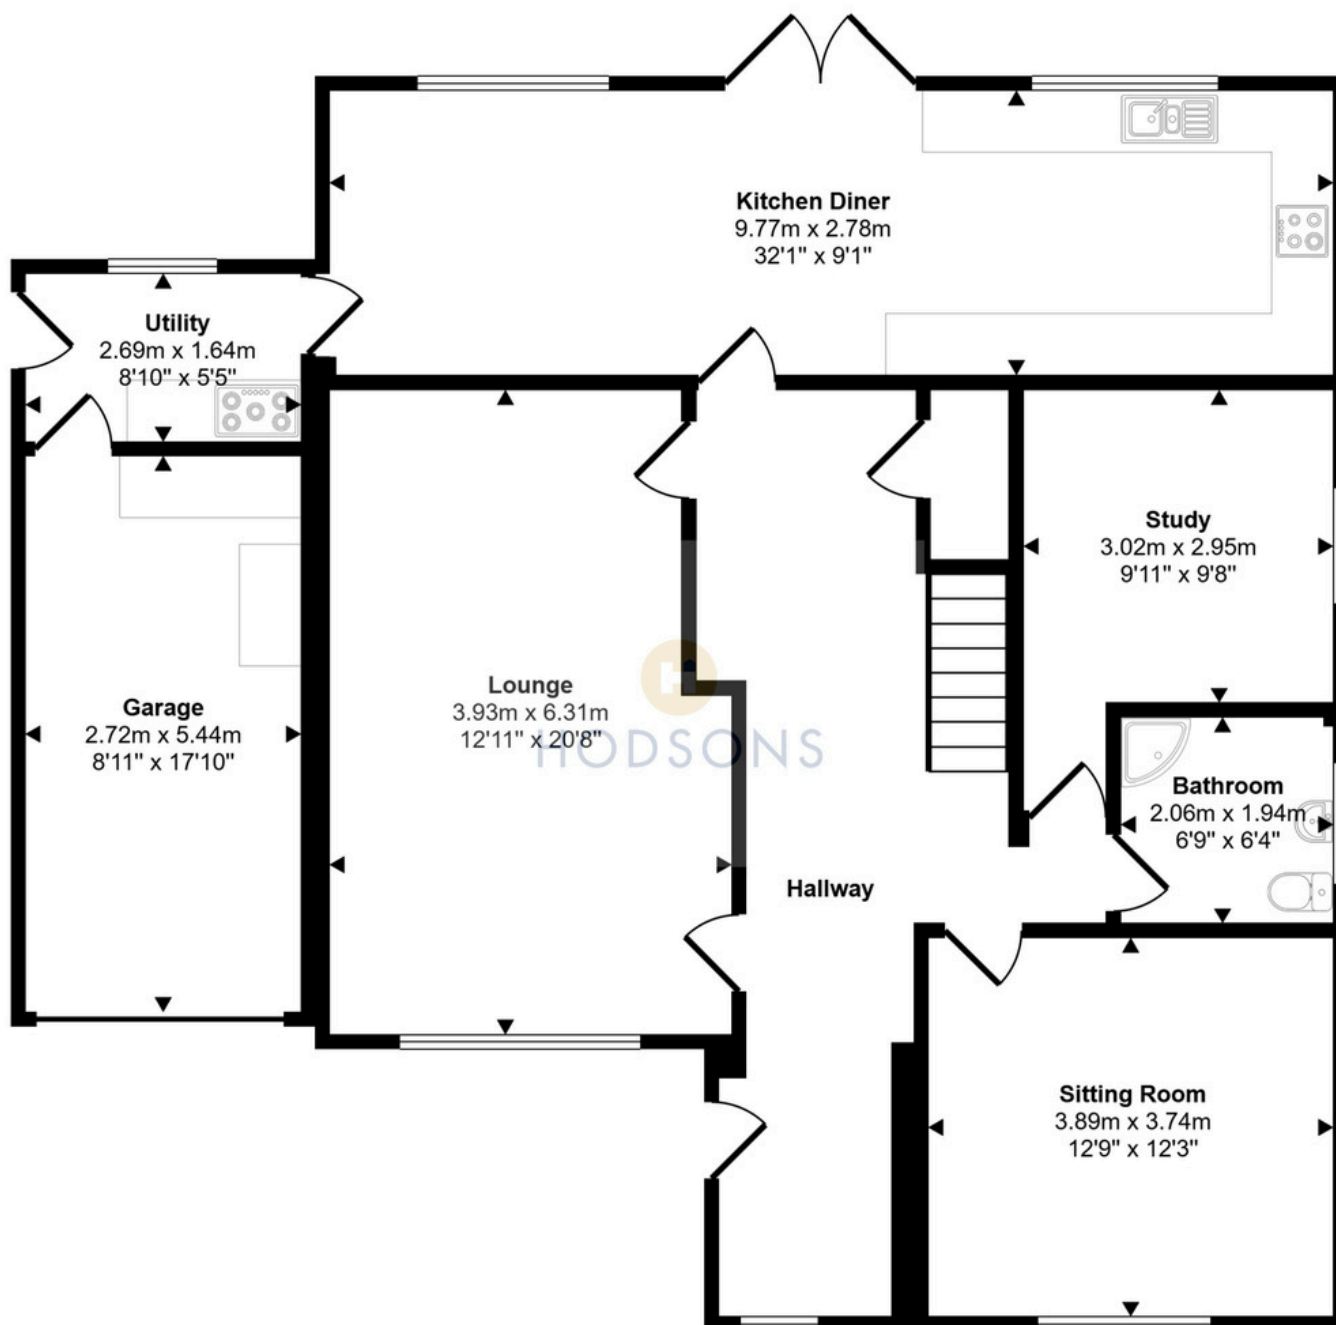 Kitchen Diner
9.77m x 2.78m
32'1" x 9'1"
Utility
2.69m x 1.64m
8'10" x 5'5"
Study
3.02m x 2.95m
9'11" x 9'8"
Lounge
3.93m x 6.31m
12'11" x 20'8"
H
HODSONS
Garage
2.72m x 5.44m
8'11" x 17'10"
Bathroom
2.06m x 1.94m
6'9" x 6'4"
Hallway
Sitting Room
3.89m x 3.74m
12'9" x 12'3"